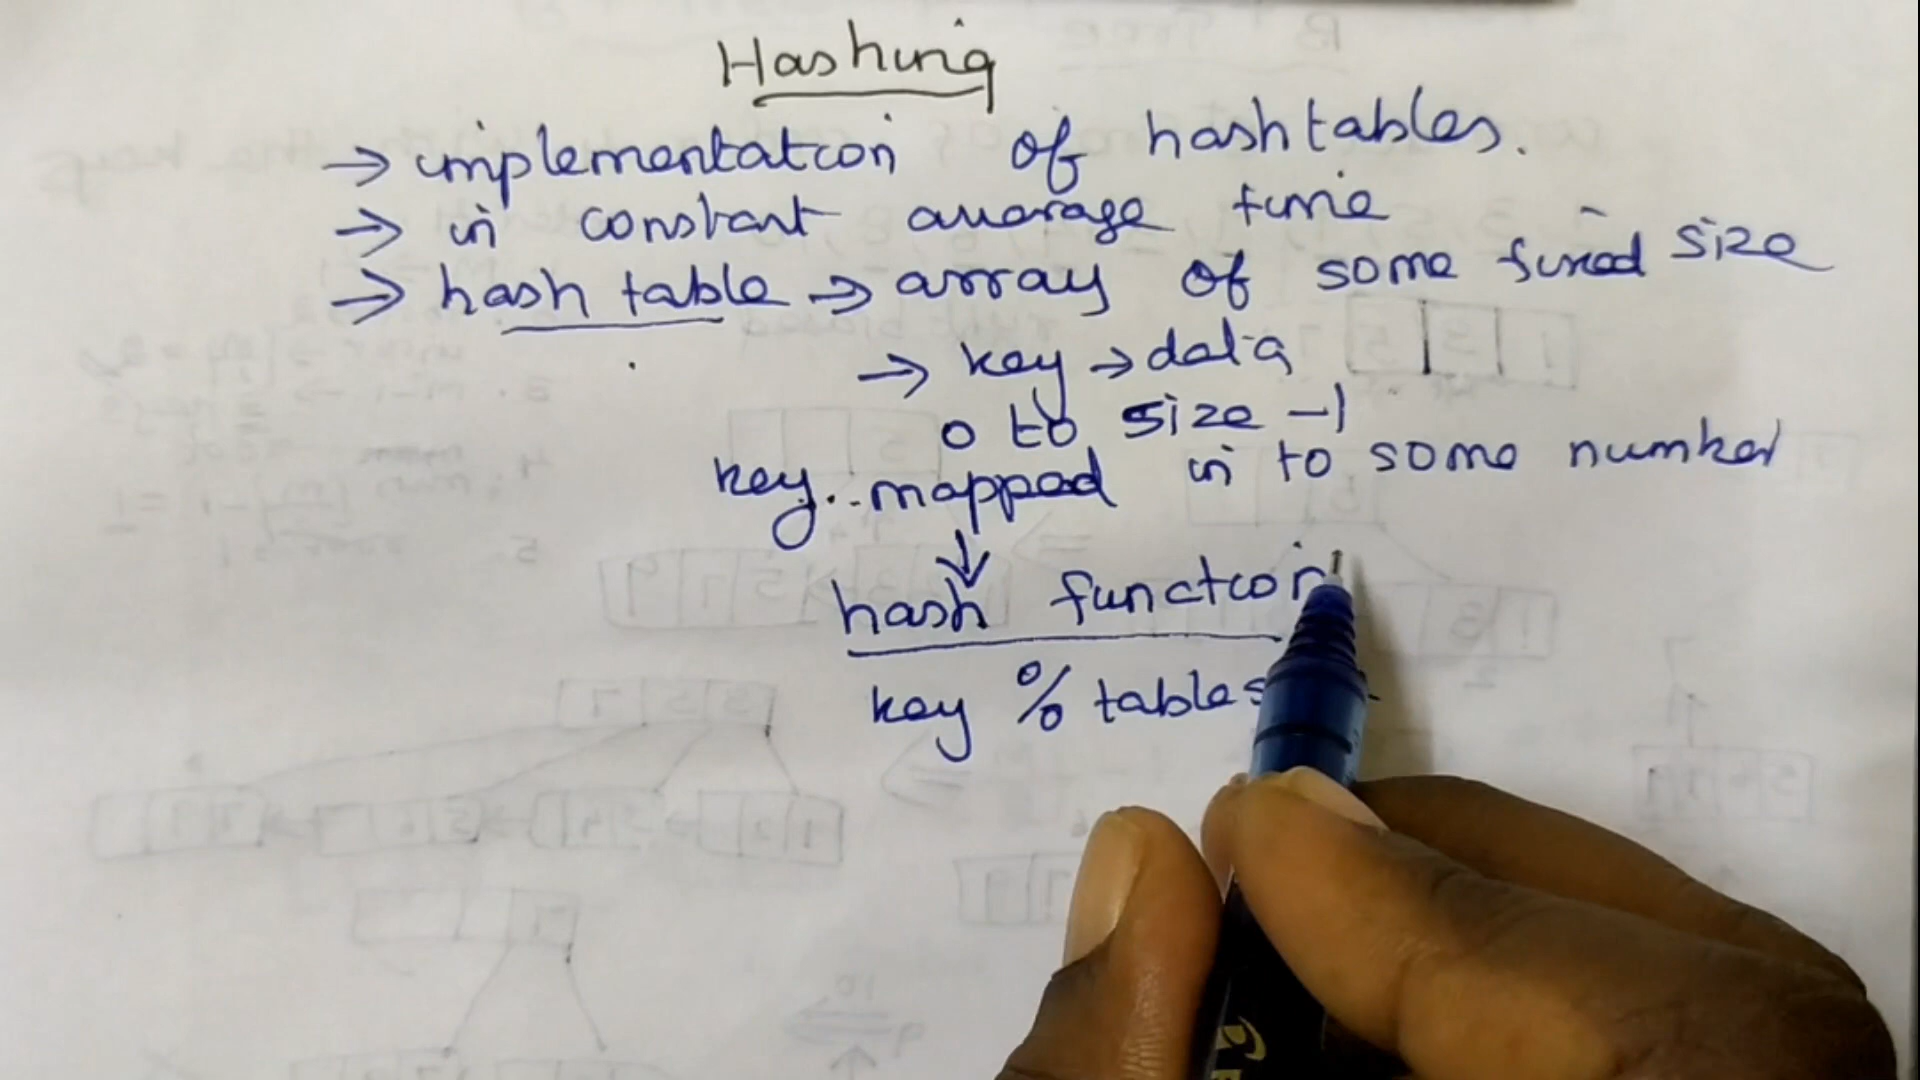 Hashing
→ implementation of hashtables.
→ in constant average time
→ hash table → array of some fixed size
→ key → data
0 to size -1
key mapped in to some number
↓
hash function
key % tables